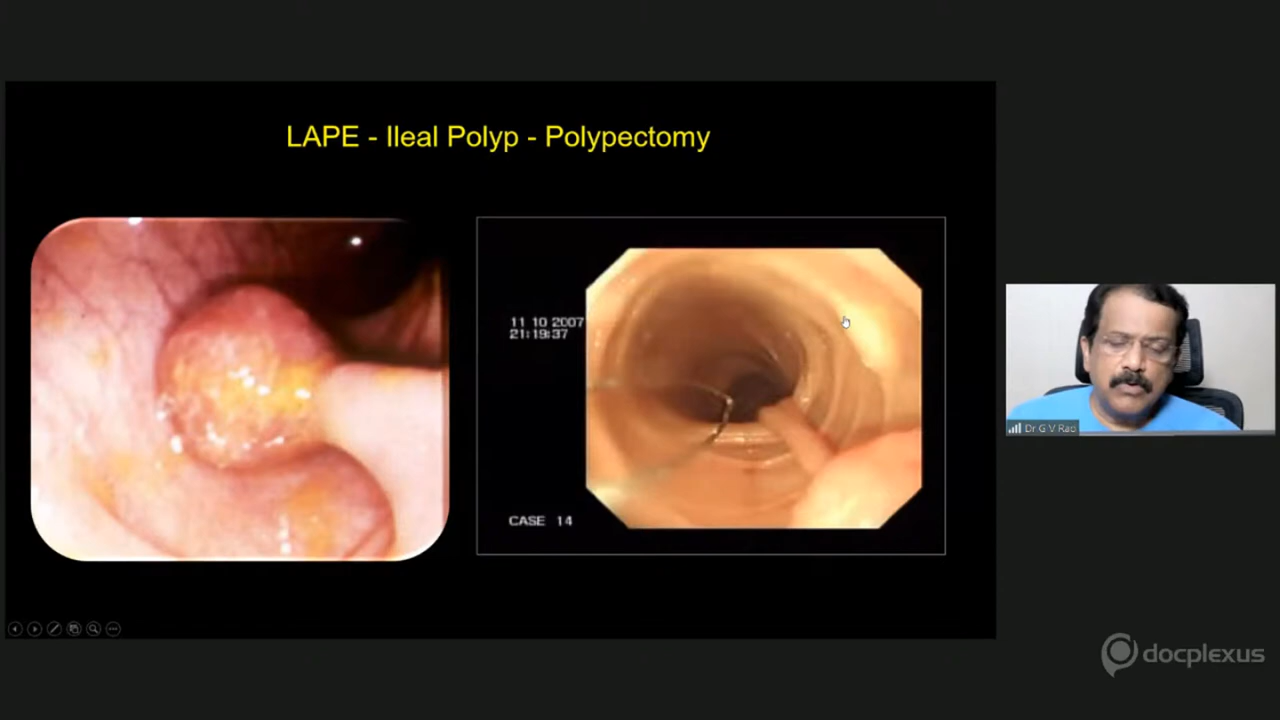 LAPE - Ileal Polyp - Polypectomy
11 10 2007
21:19:37
CASE 14
Dr G V Rao
docplexus